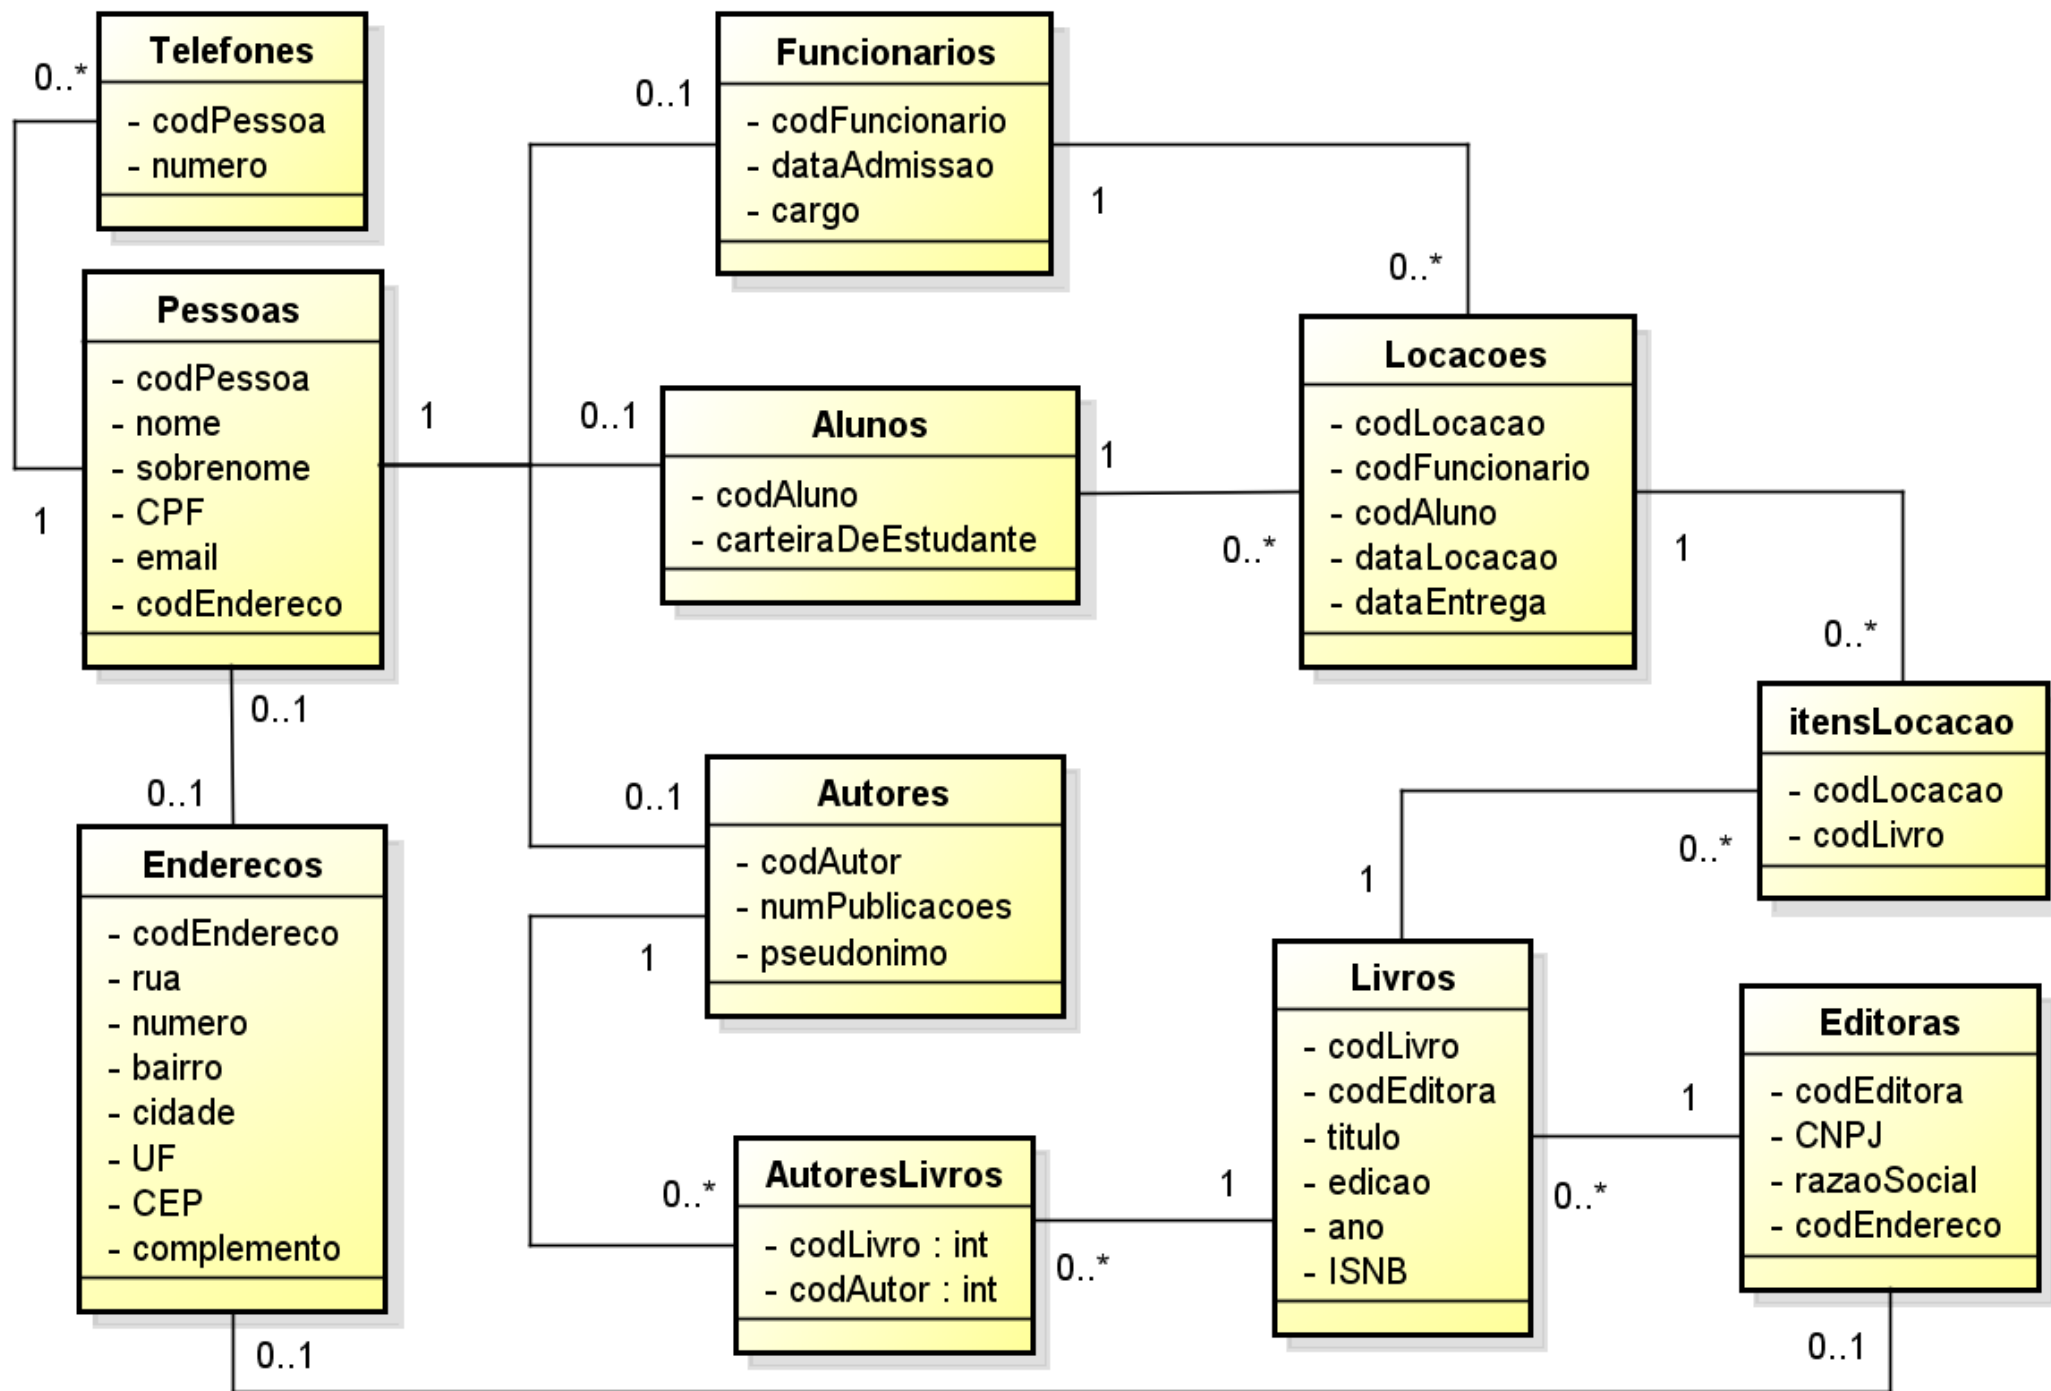 Telefones
- codPessoa
- numero
0..*
1
Pessoas
- codPessoa
- nome
- sobrenome
- CPF
- email
- codEndereco
1
0..1
0..1
Enderecos
- codEndereco
- rua
- numero
- bairro
- cidade
- UF
- CEP
- complemento
0..1
Funcionarios
- codFuncionario
- dataAdmissao
- cargo
0..1
1
0..*
Alunos
- codAluno
- carteiraDeEstudante
0..1
1
0..*
Autores
- codAutor
- numPublicacoes
- pseudonimo
0..1
1
AutoresLivros
- codLivro : int
- codAutor : int
0..*
0..*
1
Locacoes
- codLocacao
- codFuncionario
- codAluno
- dataLocacao
- dataEntrega
1
0..*
itensLocacao
- codLocacao
- codLivro
0..*
1
Livros
- codLivro
- codEditora
- titulo
- edicao
- ano
- ISNB
0..*
1
Editoras
- codEditora
- CNPJ
- razaoSocial
- codEndereco
0..1